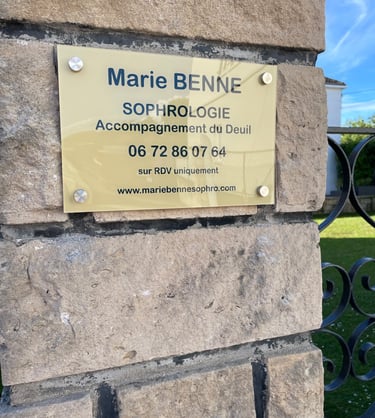 Marie BENNE
SOPHROLOGIE
Accompagnement du Deuil
06 72 86 07 64
sur RDV uniquement
www.mariebennesophro.com